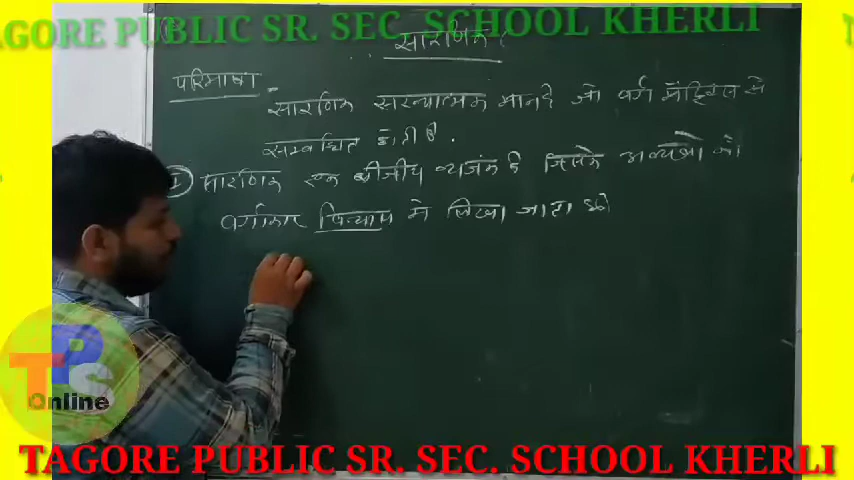 TAGORE PUBLIC SR. SEC. SCHOOL KHERLI
सारणिक
परिभाषा -
सारणिक संख्यात्मक मान है जो वर्ग मैट्रिक्स से
सम्बंधित होती है.
सारणिक एक बीजीय व्यंजक है जिसके अवयवो को
वर्गाकार विन्यास मे लिखा जाता हो
TPS
Online
TAGORE PUBLIC SR. SEC. SCHOOL KHERLI